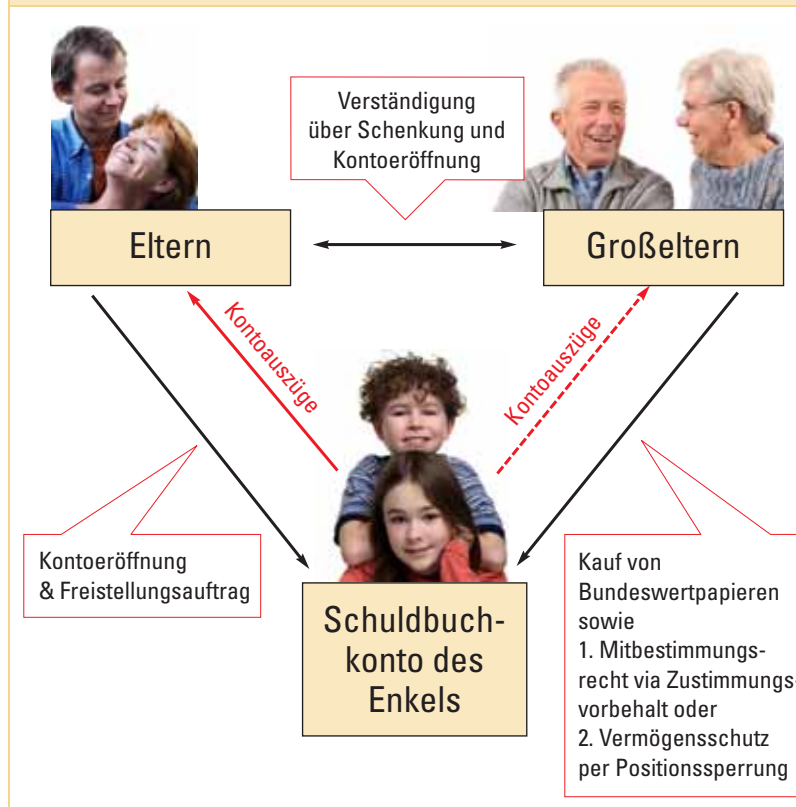 Verständigung
über Schenkung und
Kontoeröffnung
Eltern
Großeltern
Kontoauszüge
Kontoauszüge
Kontoeröffnung
& Freistellungsauftrag
Schuldbuch-
konto des
Enkels
Kauf von
Bundeswertpapieren
sowie
1. Mitbestimmungs-
recht via Zustimmungs-
vorbehalt oder
2. Vermögensschutz
per Positionssperrung